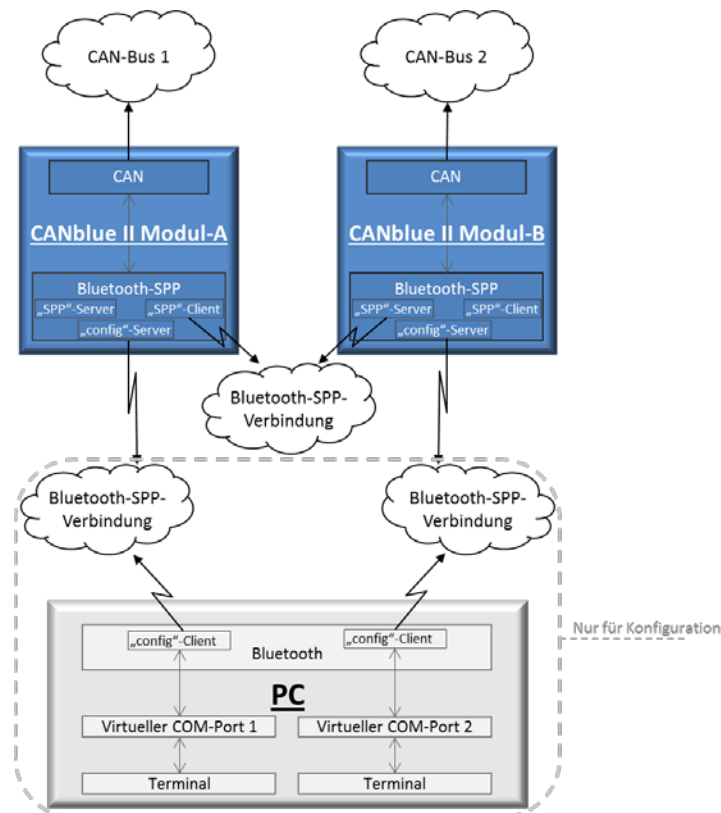 CAN-Bus 1
CAN-Bus 2
CAN
CAN
CANblue II Modul-A
CANblue II Modul-B
Bluetooth-SPP
„SPP“-Server
„SPP“-Client
„config“-Server
Bluetooth-SPP
„SPP“-Server
„SPP“-Client
„config“-Server
Bluetooth-SPP-
Verbindung
Bluetooth-SPP-
Verbindung
Bluetooth-SPP-
Verbindung
Nur für Konfiguration
„config“-Client
„config“-Client
Bluetooth
PC
Virtueller COM-Port 1
Virtueller COM-Port 2
Terminal
Terminal